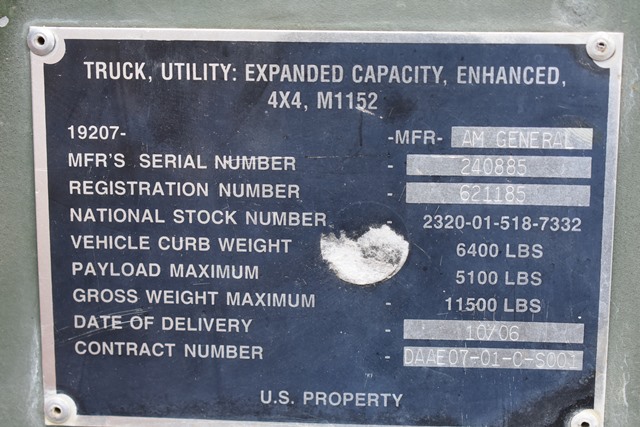 TRUCK, UTILITY: EXPANDED CAPACITY, ENHANCED,
4X4, M1152
19207- -MFR- AM GENERAL
MFR'S SERIAL NUMBER - 240885
REGISTRATION NUMBER - 621185
NATIONAL STOCK NUMBER - 2320-01-518-7332
VEHICLE CURB WEIGHT 6400 LBS
PAYLOAD MAXIMUM - 5100 LBS
GROSS WEIGHT MAXIMUM - 11500 LBS
DATE OF DELIVERY - 10/06
CONTRACT NUMBER - DAAE07-01-C-S001
U.S. PROPERTY